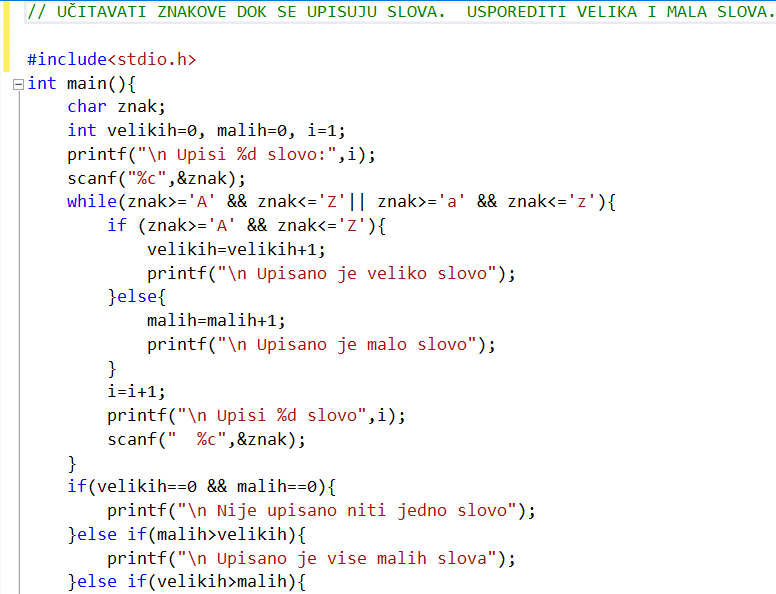 // UČITAVATI ZNAKOVE DOK SE UPISUJU SLOVA.  USPOREDITI VELIKA I MALA SLOVA.
#include<stdio.h>
int main(){
    char znak;
    int velikih=0, malih=0, i=1;
    printf("\n Upisi %d slovo:",i);
    scanf("%c",&znak);
    while(znak>='A' && znak<='Z'|| znak>='a' && znak<='z'){
        if (znak>='A' && znak<='Z'){
            velikih=velikih+1;
            printf("\n Upisano je veliko slovo");
        }else{
            malih=malih+1;
            printf("\n Upisano je malo slovo");
        }
        i=i+1;
        printf("\n Upisi %d slovo",i);
        scanf("  %c",&znak);
    }
    if(velikih==0 && malih==0){
        printf("\n Nije upisano niti jedno slovo");
    }else if(malih>velikih){
        printf("\n Upisano je vise malih slova");
    }else if(velikih>malih){